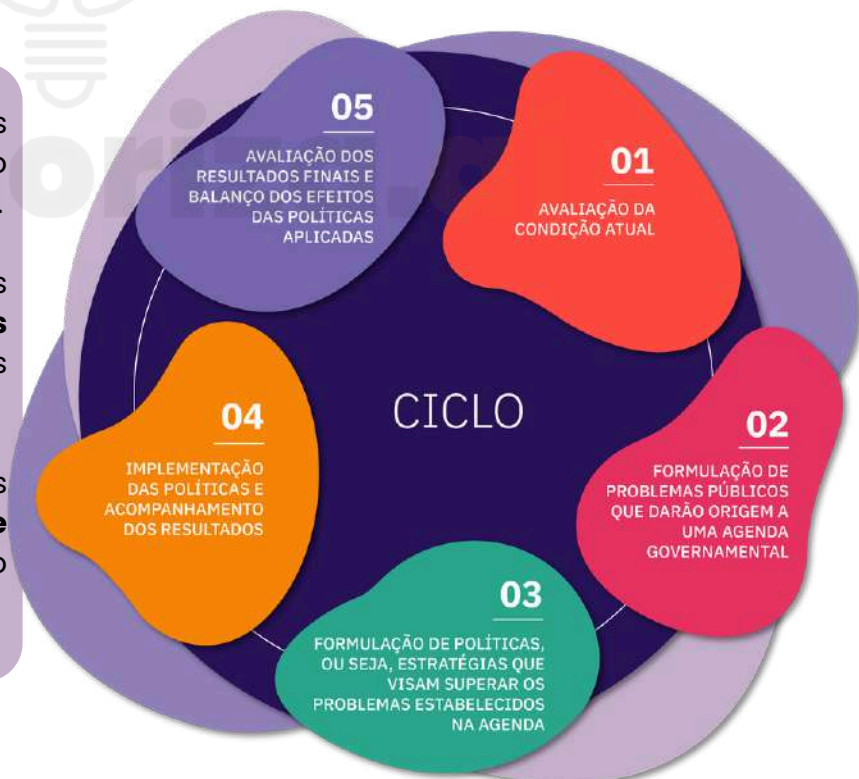 05
AVALIAÇÃO DOS
RESULTADOS FINAIS E
BALANÇO DOS EFEITOS
DAS POLÍTICAS
APLICADAS
01
AVALIAÇÃO DA
CONDIÇÃO ATUAL
CICLO
04
IMPLEMENTAÇÃO
DAS POLÍTICAS E
ACOMPANHAMENTO
DOS RESULTADOS
02
FORMULAÇÃO DE
PROBLEMAS PÚBLICOS
QUE DARÃO ORIGEM A
UMA AGENDA
GOVERNAMENTAL
03
FORMULAÇÃO DE POLÍTICAS,
OU SEJA, ESTRATÉGIAS QUE
VISAM SUPERAR OS
PROBLEMAS ESTABELECIDOS
NA AGENDA